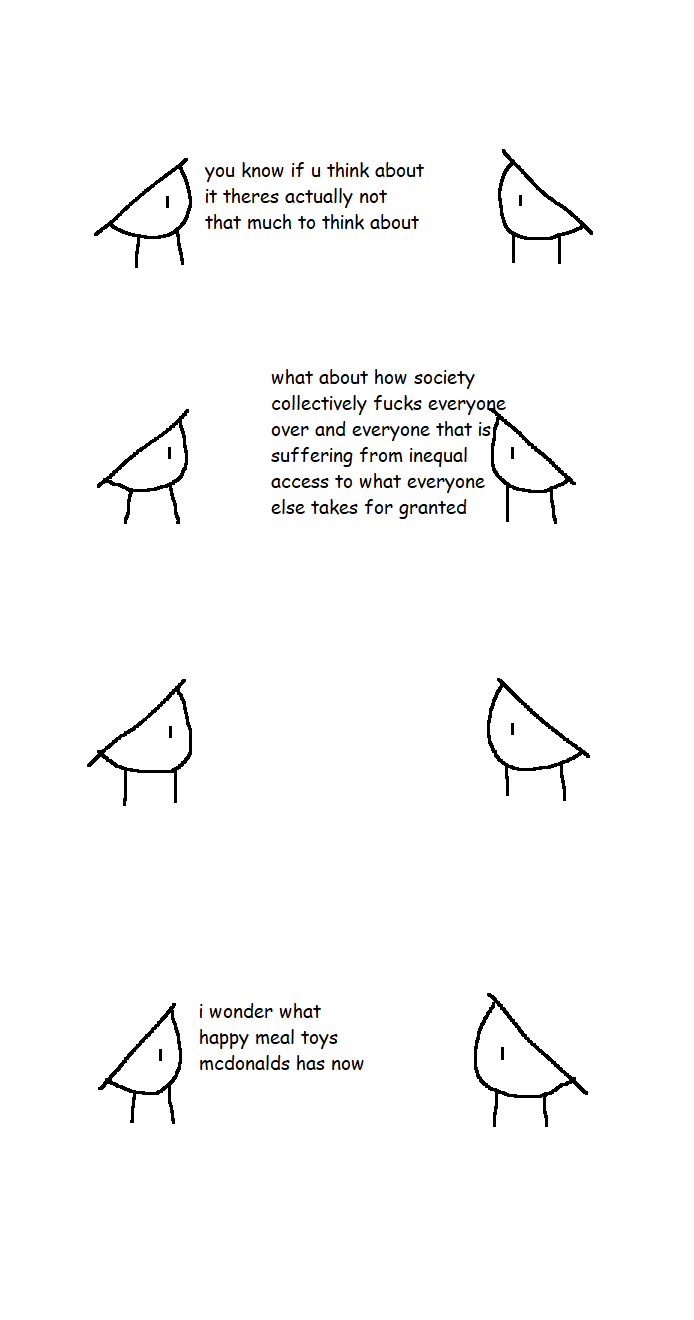 you know if u think about
it theres actually not
that much to think about
what about how society
collectively fucks everyone
over and everyone that is
suffering from inequal
access to what everyone
else takes for granted
i wonder what
happy meal toys
mcdonalds has now